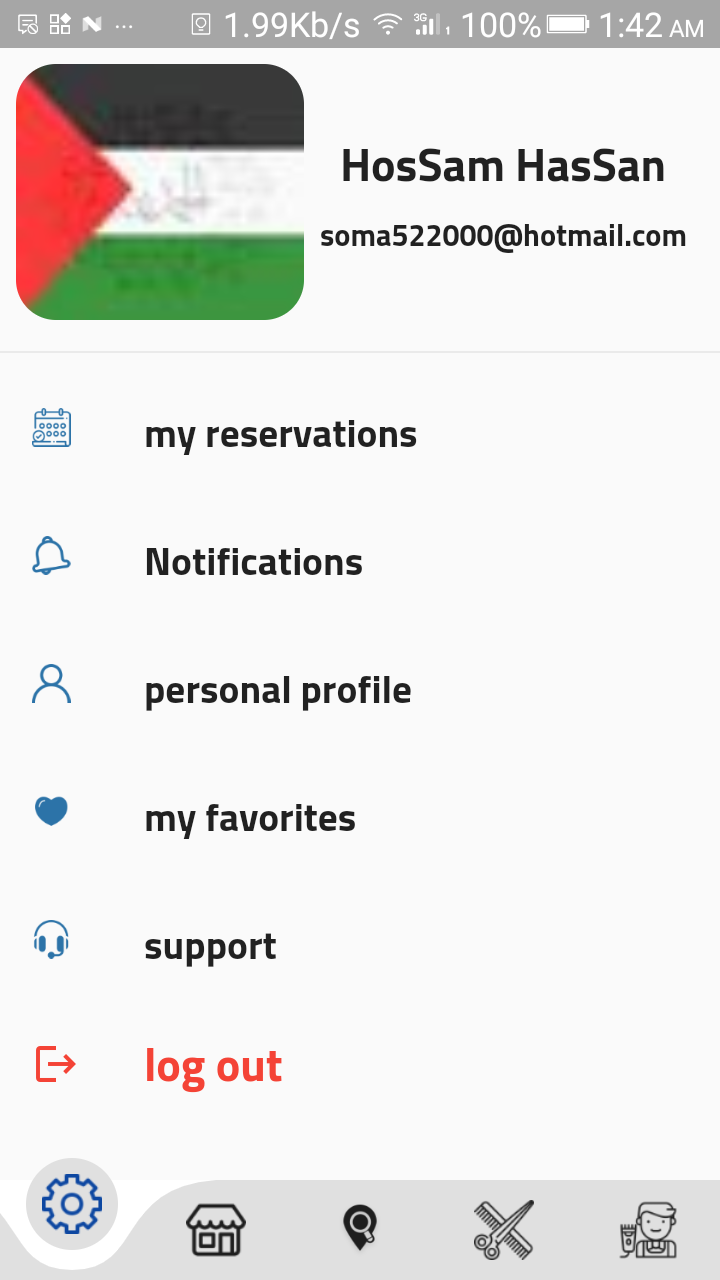 1.99Kb/s 3G 1 100% 1:42 AM
HosSam HasSan
soma522000@hotmail.com
my reservations
Notifications
personal profile
my favorites
support
log out